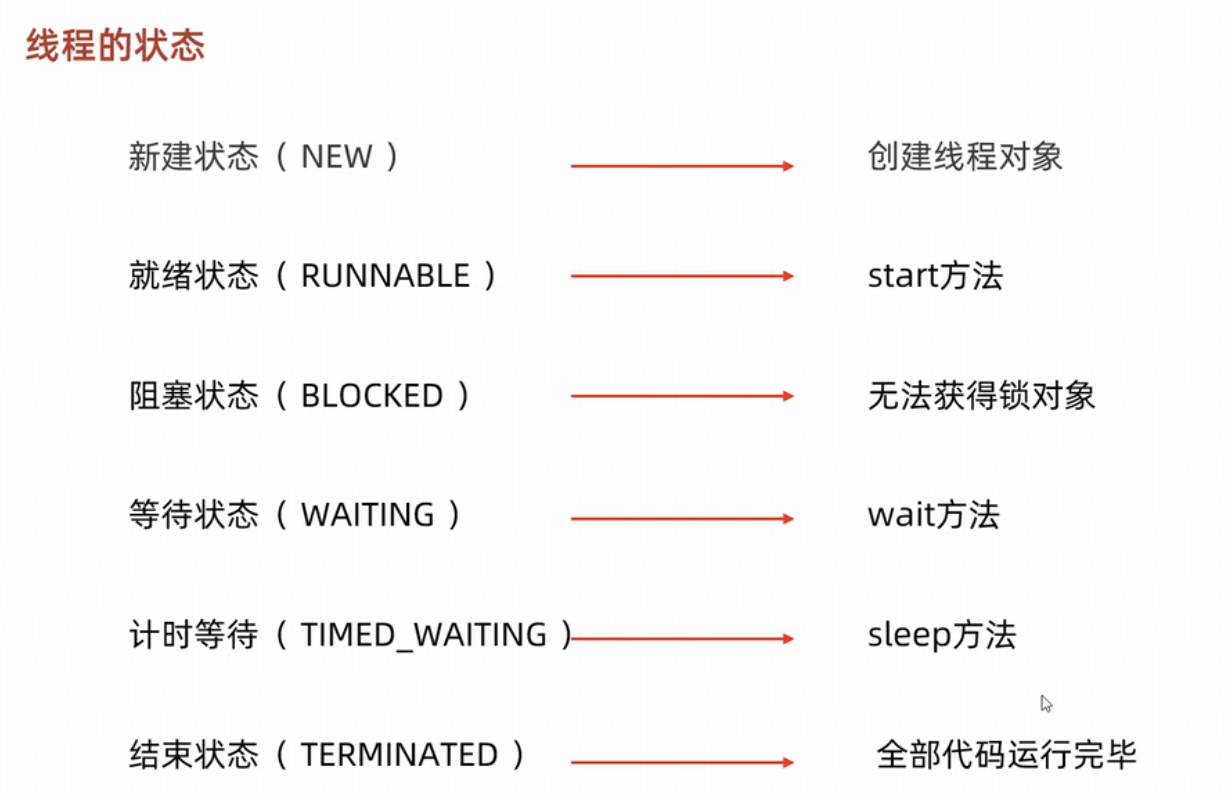 线程的状态
新建状态（ NEW ） 创建线程对象
就绪状态（ RUNNABLE ） start方法
阻塞状态（ BLOCKED ） 无法获得锁对象
等待状态（ WAITING ） wait方法
计时等待（ TIMED_WAITING ） sleep方法
结束状态（ TERMINATED ） 全部代码运行完毕